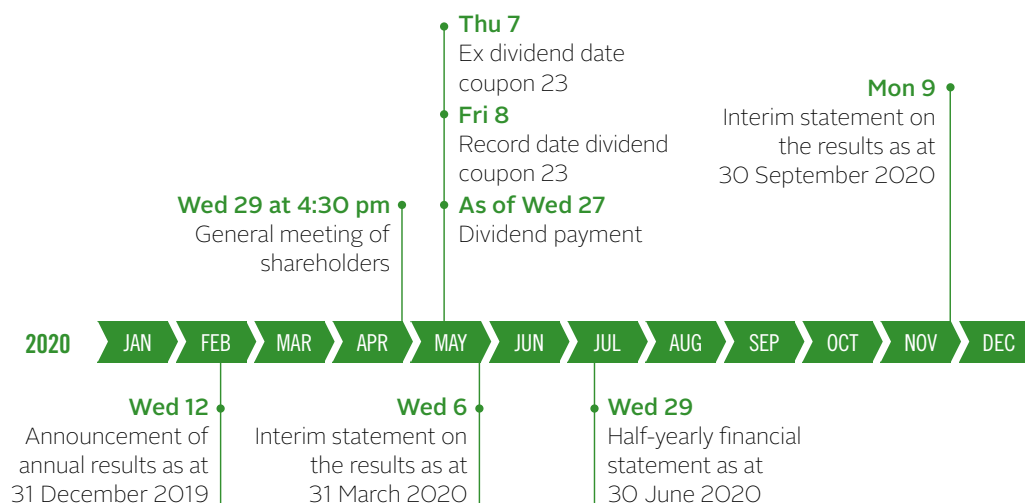 Thu 7
Ex dividend date
coupon 23
Fri 8
Record date dividend
coupon 23
As of Wed 27
Dividend payment
Mon 9
Interim statement on
the results as at
30 September 2020
Wed 29 at 4:30 pm
General meeting of
shareholders
2020 JAN FEB MAR APR MAY JUN JUL AUG SEP OCT NOV DEC
Wed 12
Announcement of
annual results as at
31 December 2019
Wed 6
Interim statement on
the results as at
31 March 2020
Wed 29
Half-yearly financial
statement as at
30 June 2020